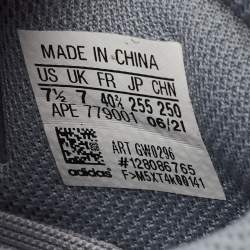 MADE IN CHINA
US UK FR JP CHN
7½ 7 40⅔ 255 250
APE 779001 06/21
ART GW0296
#128086765
F>M5XT4K00141
adidas